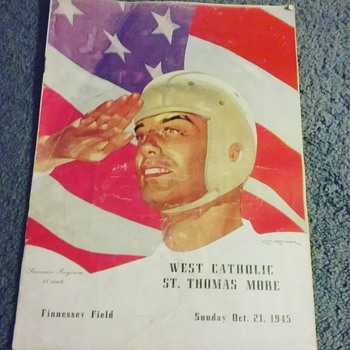 Souvenir Program
15 cents
WEST CATHOLIC
ST. THOMAS MORE
Finnessey Field
Sunday Oct. 21, 1945